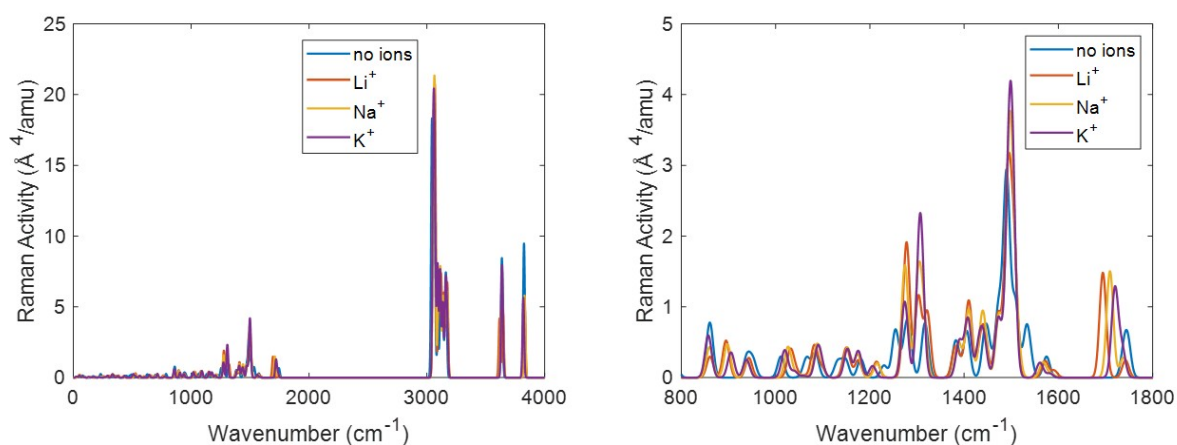 25
20
15
10
5
0
Raman Activity (Å ⁴/amu)
no ions
Li⁺
Na⁺
K⁺
0 1000 2000 3000 4000
Wavenumber (cm⁻¹)
5
4
3
2
1
0
Raman Activity (Å ⁴/amu)
no ions
Li⁺
Na⁺
K⁺
800 1000 1200 1400 1600 1800
Wavenumber (cm⁻¹)